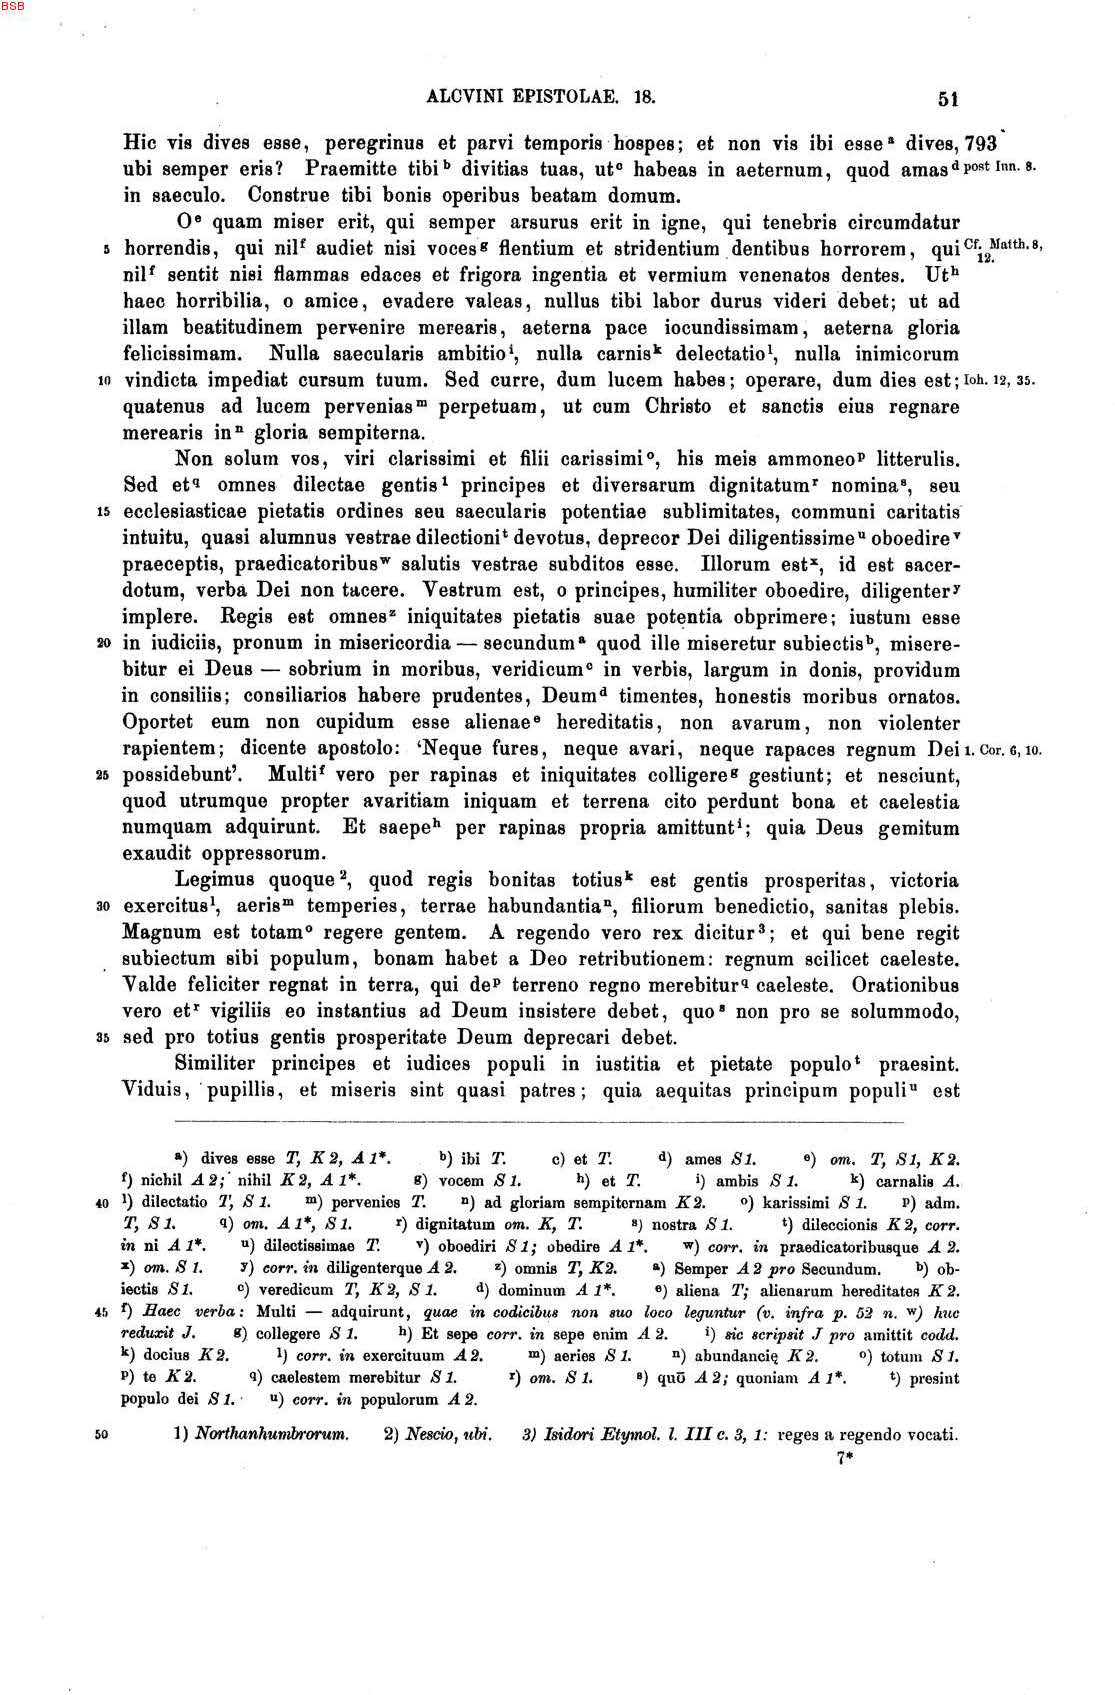 BSB
ALCVINI EPISTOLAE. 18. 51
Hic vis dives esse, peregrinus et parvi temporis hospes; et non vis ibi esse a dives, 793
ubi semper eris? Praemitte tibi b divitias tuas, ut c habeas in aeternum, quod amas d post Iun. 8.
in saeculo. Construe tibi bonis operibus beatam domum.
O e quam miser erit, qui semper arsurus erit in igne, qui tenebris circumdatur
5 horrendis, qui nil f audiet nisi voces g flentium et stridentium dentibus horrorem, qui Cf. Matth. 8, 12.
nil f sentit nisi flammas edaces et frigora ingentia et vermium venenatos dentes. Ut h
haec horribilia, o amice, evadere valeas, nullus tibi labor durus videri debet; ut ad
illam beatitudinem pervenire merearis, aeterna pace iocundissimam, aeterna gloria
felicissimam. Nulla saecularis ambitio i, nulla carnis k delectatio l, nulla inimicorum
10 vindicta impediat cursum tuum. Sed curre, dum lucem habes; operare, dum dies est; Ioh. 12, 35.
quatenus ad lucem pervenias m perpetuam, ut cum Christo et sanctis eius regnare
merearis in n gloria sempiterna.
Non solum vos, viri clarissimi et filii carissimi o, his meis ammoneo p litterulis.
Sed et q omnes dilectae gentis 1 principes et diversarum dignitatum r nomina s, seu
15 ecclesiasticae pietatis ordines seu saecularis potentiae sublimitates, communi caritatis
intuitu, quasi alumnus vestrae dilectioni t devotus, deprecor Dei diligentissime u oboedire v
praeceptis, praedicatoribus w salutis vestrae subditos esse. Illorum est x, id est sacer-
dotum, verba Dei non tacere. Vestrum est, o principes, humiliter oboedire, diligenter y
implere. Regis est omnes z iniquitates pietatis suae potentia obprimere; iustum esse
20 in iudiciis, pronum in misericordia — secundum a quod ille miseretur subiectis b, misere-
bitur ei Deus — sobrium in moribus, veridicum c in verbis, largum in donis, providum
in consiliis; consiliarios habere prudentes, Deum d timentes, honestis moribus ornatos.
Oportet eum non cupidum esse alienae e hereditatis, non avarum, non violenter
rapientem; dicente apostolo: ‘Neque fures, neque avari, neque rapaces regnum Dei 1. Cor. 6, 10.
25 possidebunt’. Multi f vero per rapinas et iniquitates colligere g gestiunt; et nesciunt,
quod utrumque propter avaritiam iniquam et terrena cito perdunt bona et caelestia
numquam adquirunt. Et saepe h per rapinas propria amittunt i; quia Deus gemitum
exaudit oppressorum.
Legimus quoque 2, quod regis bonitas totius k est gentis prosperitas, victoria
30 exercitus l, aeris m temperies, terrae habundantia n, filiorum benedictio, sanitas plebis.
Magnum est totam o regere gentem. A regendo vero rex dicitur 3; et qui bene regit
subiectum sibi populum, bonam habet a Deo retributionem: regnum scilicet caeleste.
Valde feliciter regnat in terra, qui de p terreno regno merebitur q caeleste. Orationibus
vero et r vigiliis eo instantius ad Deum insistere debet, quo s non pro se solummodo,
35 sed pro totius gentis prosperitate Deum deprecari debet.
Similiter principes et iudices populi in iustitia et pietate populo t praesint.
Viduis, pupillis, et miseris sint quasi patres; quia aequitas principum populi u est
a) dives esse T, K 2, A 1*. b) ibi T. c) et T. d) ames S1. e) om. T, S1, K2.
f) nichil A 2; nihil K 2, A 1*. g) vocem S 1. h) et T. i) ambis S 1. k) carnalis A.
40 l) dilectatio T, S 1. m) pervenies T. n) ad gloriam sempiternam K 2. o) karissimi S 1. p) adm.
T, S 1. q) om. A 1*, S 1. r) dignitatum om. K, T. s) nostra S 1. t) dileccionis K 2, corr.
in ni A 1*. u) dilectissimae T. v) oboediri S 1; obedire A 1*. w) corr. in praedicatoribusque A 2.
x) om. S 1. y) corr. in diligenterque A 2. z) omnis T, K2. a) Semper A 2 pro Secundum. b) ob-
iectis S1. c) veredicum T, K 2, S 1. d) dominum A 1*. e) aliena T; alienarum hereditates K 2.
45 f) Haec verba: Multi — adquirunt, quae in codicibus non suo loco leguntur (v. infra p. 52 n. w) huc
reduxit J. g) collegere S 1. h) Et sepe corr. in sepe enim A 2. i) sic scripsit J pro amittit codd.
k) docius K 2. l) corr. in exercituum A 2. m) aeries S 1. n) abundancię K 2. o) totum S 1.
p) te K 2. q) caelestem merebitur S 1. r) om. S 1. s) quō A 2; quoniam A 1*. t) presint
populo dei S 1. u) corr. in populorum A 2.
50 1) Northanhumbrorum. 2) Nescio, ubi. 3) Isidori Etymol. l. III c. 3, 1: reges a regendo vocati.
7*